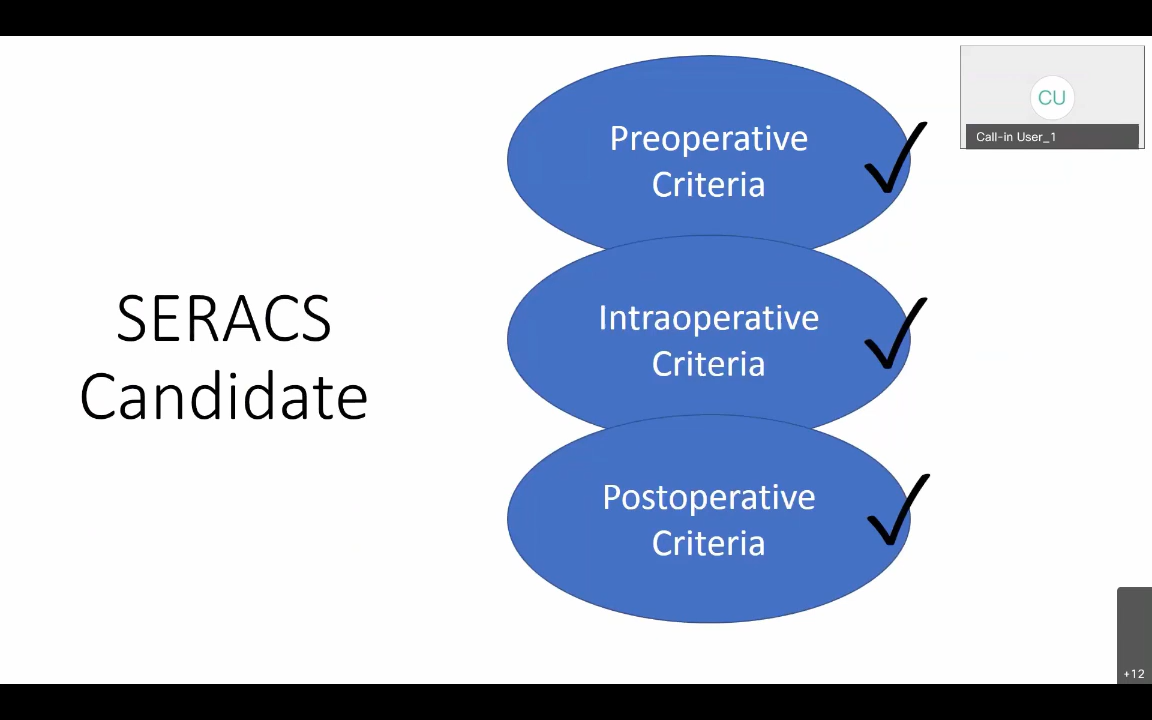 SERACS
Candidate
Preoperative
Criteria
Intraoperative
Criteria
Postoperative
Criteria
CU
Call-in User_1
+12